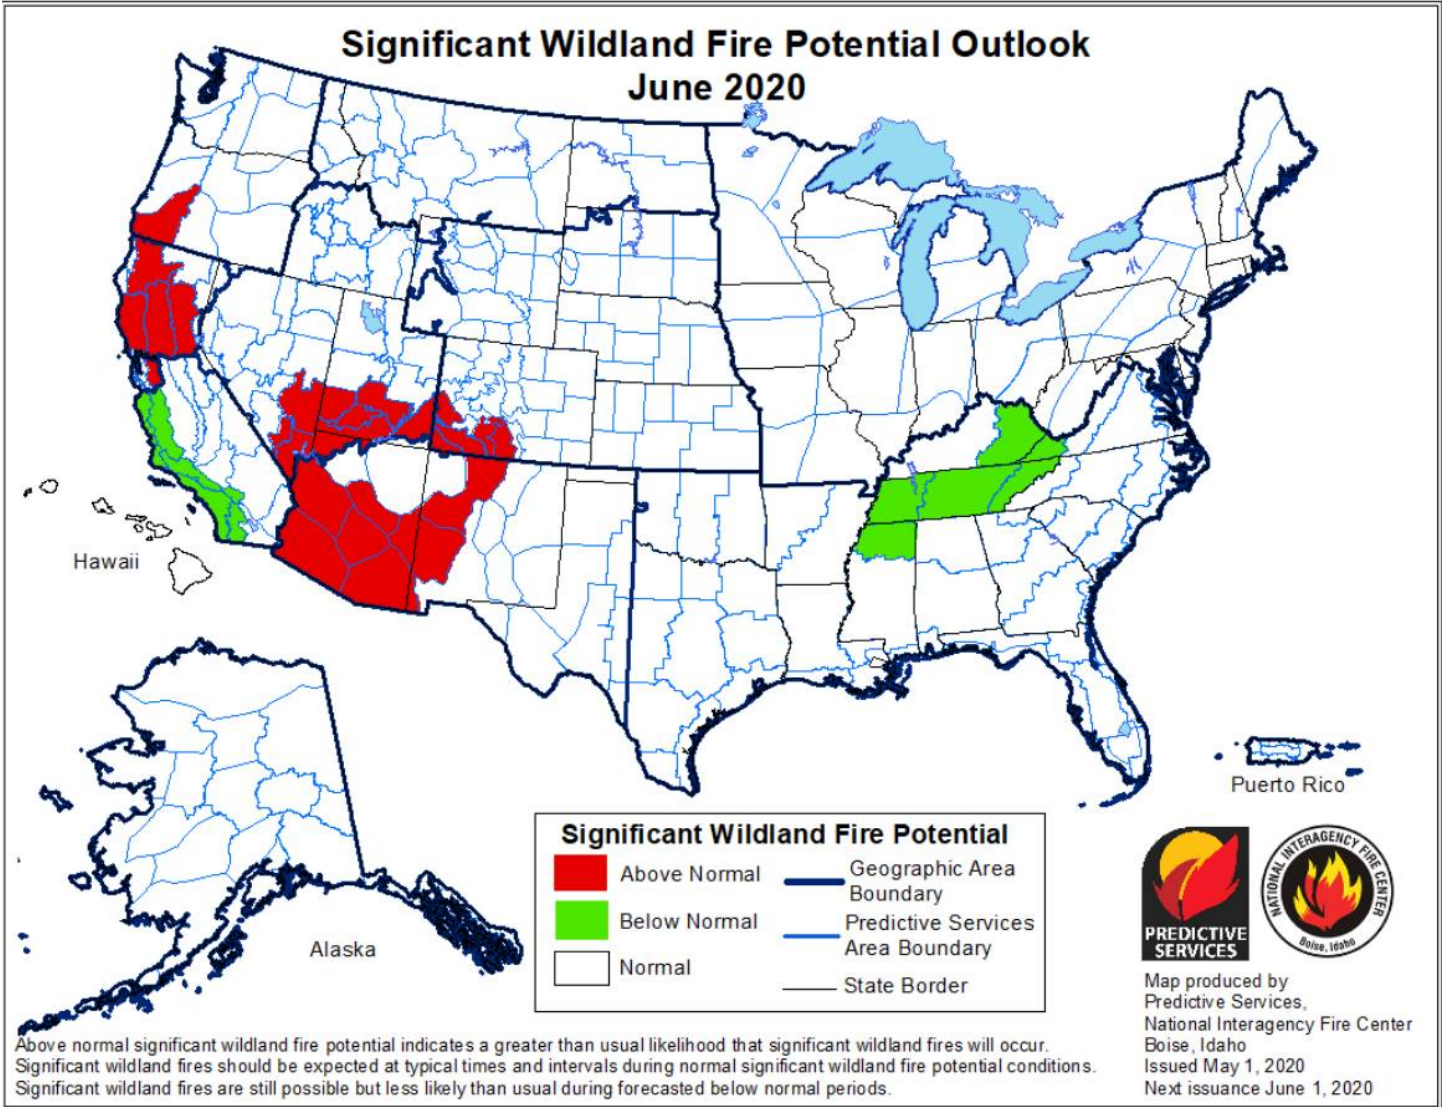 Significant Wildland Fire Potential Outlook
June 2020
Hawaii
Alaska
Puerto Rico
Significant Wildland Fire Potential
Above Normal
Below Normal
Normal
Geographic Area
Boundary
Predictive Services
Area Boundary
State Border
PREDICTIVE
SERVICES
NATIONAL INTERAGENCY FIRE CENTER
Boise, Idaho
Map produced by
Predictive Services,
National Interagency Fire Center
Boise, Idaho
Issued May 1, 2020
Next issuance June 1, 2020
Above normal significant wildland fire potential indicates a greater than usual likelihood that significant wildland fires will occur.
Significant wildland fires should be expected at typical times and intervals during normal significant wildland fire potential conditions.
Significant wildland fires are still possible but less likely than usual during forecasted below normal periods.